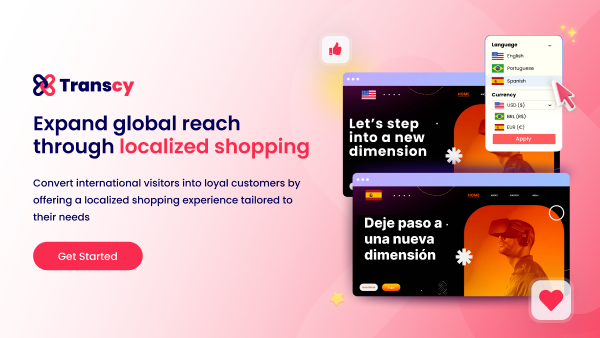 Transcy
Expand global reach
through localized shopping
Convert international visitors into loyal customers by
offering a localized shopping experience tailored to
their needs
Get Started
HOME
Let's step
into a new
dimension
Language
English
Portuguese
Spanish
Currency
USD ($)
BRL (R$)
EUR (€)
Apply
HOME
Deje paso a
una nueva
dimensión